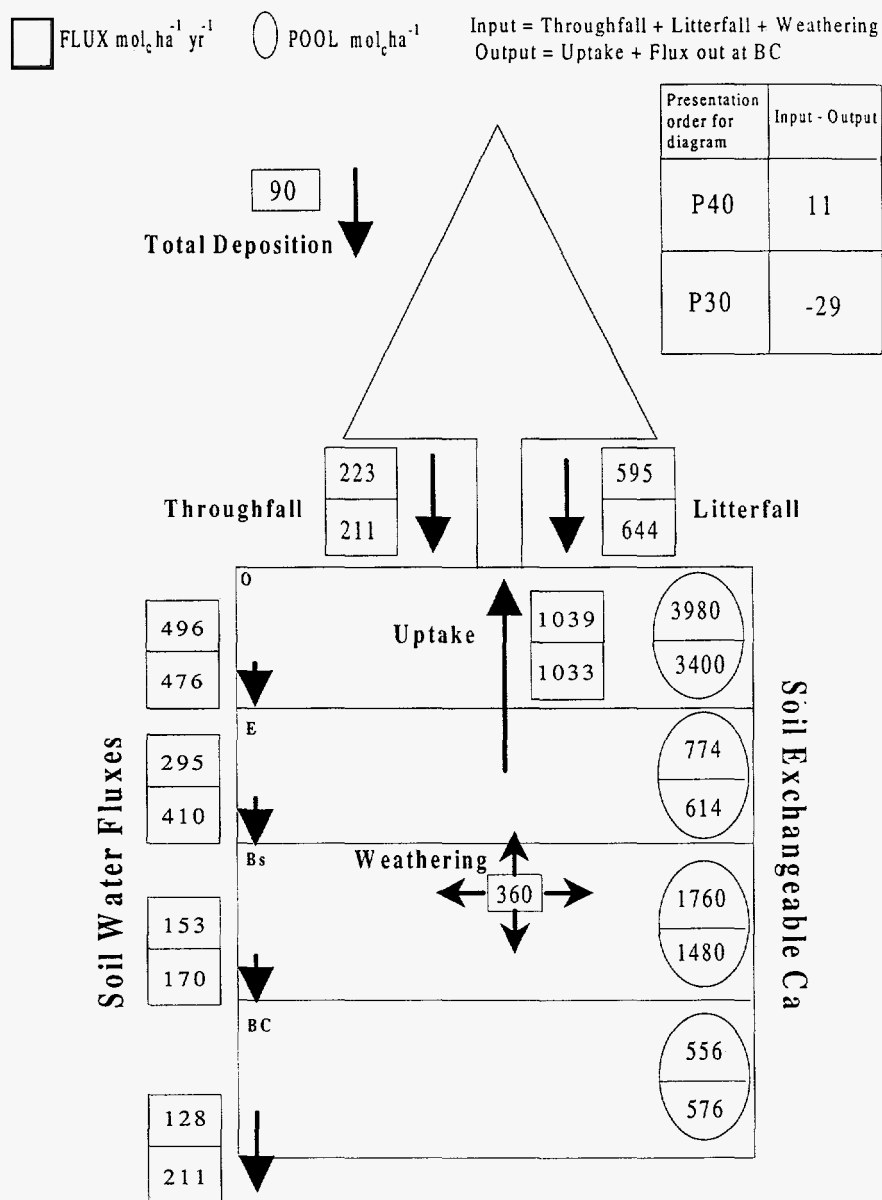 FLUX mol_c ha⁻¹ yr⁻¹
POOL mol_c ha⁻¹
Input = Throughfall + Litterfall + Weathering
Output = Uptake + Flux out at BC
Presentation order for diagram
Input - Output
P40
11
P30
-29
90
Total Deposition
Throughfall
223
211
595
644
Litterfall
O
496
476
Uptake
1039
1033
3980
3400
E
295
410
774
614
Bs
Weathering
360
153
170
1760
1480
BC
556
576
128
211
Soil Water Fluxes
Soil Exchangeable Ca